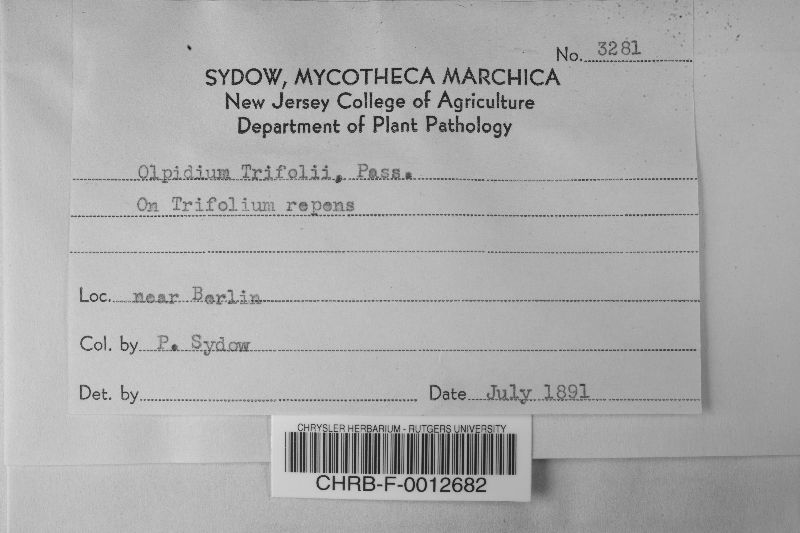 No. 3281
SYDOW, MYCOTHECA MARCHICA
New Jersey College of Agriculture
Department of Plant Pathology
Olpidium Trifolii, Pass.
On Trifolium repens
Loc. near Berlin
Col. by P. Sydow
Det. by Date July 1891
CHRYSLER HERBARIUM - RUTGERS UNIVERSITY
CHRB-F-0012682